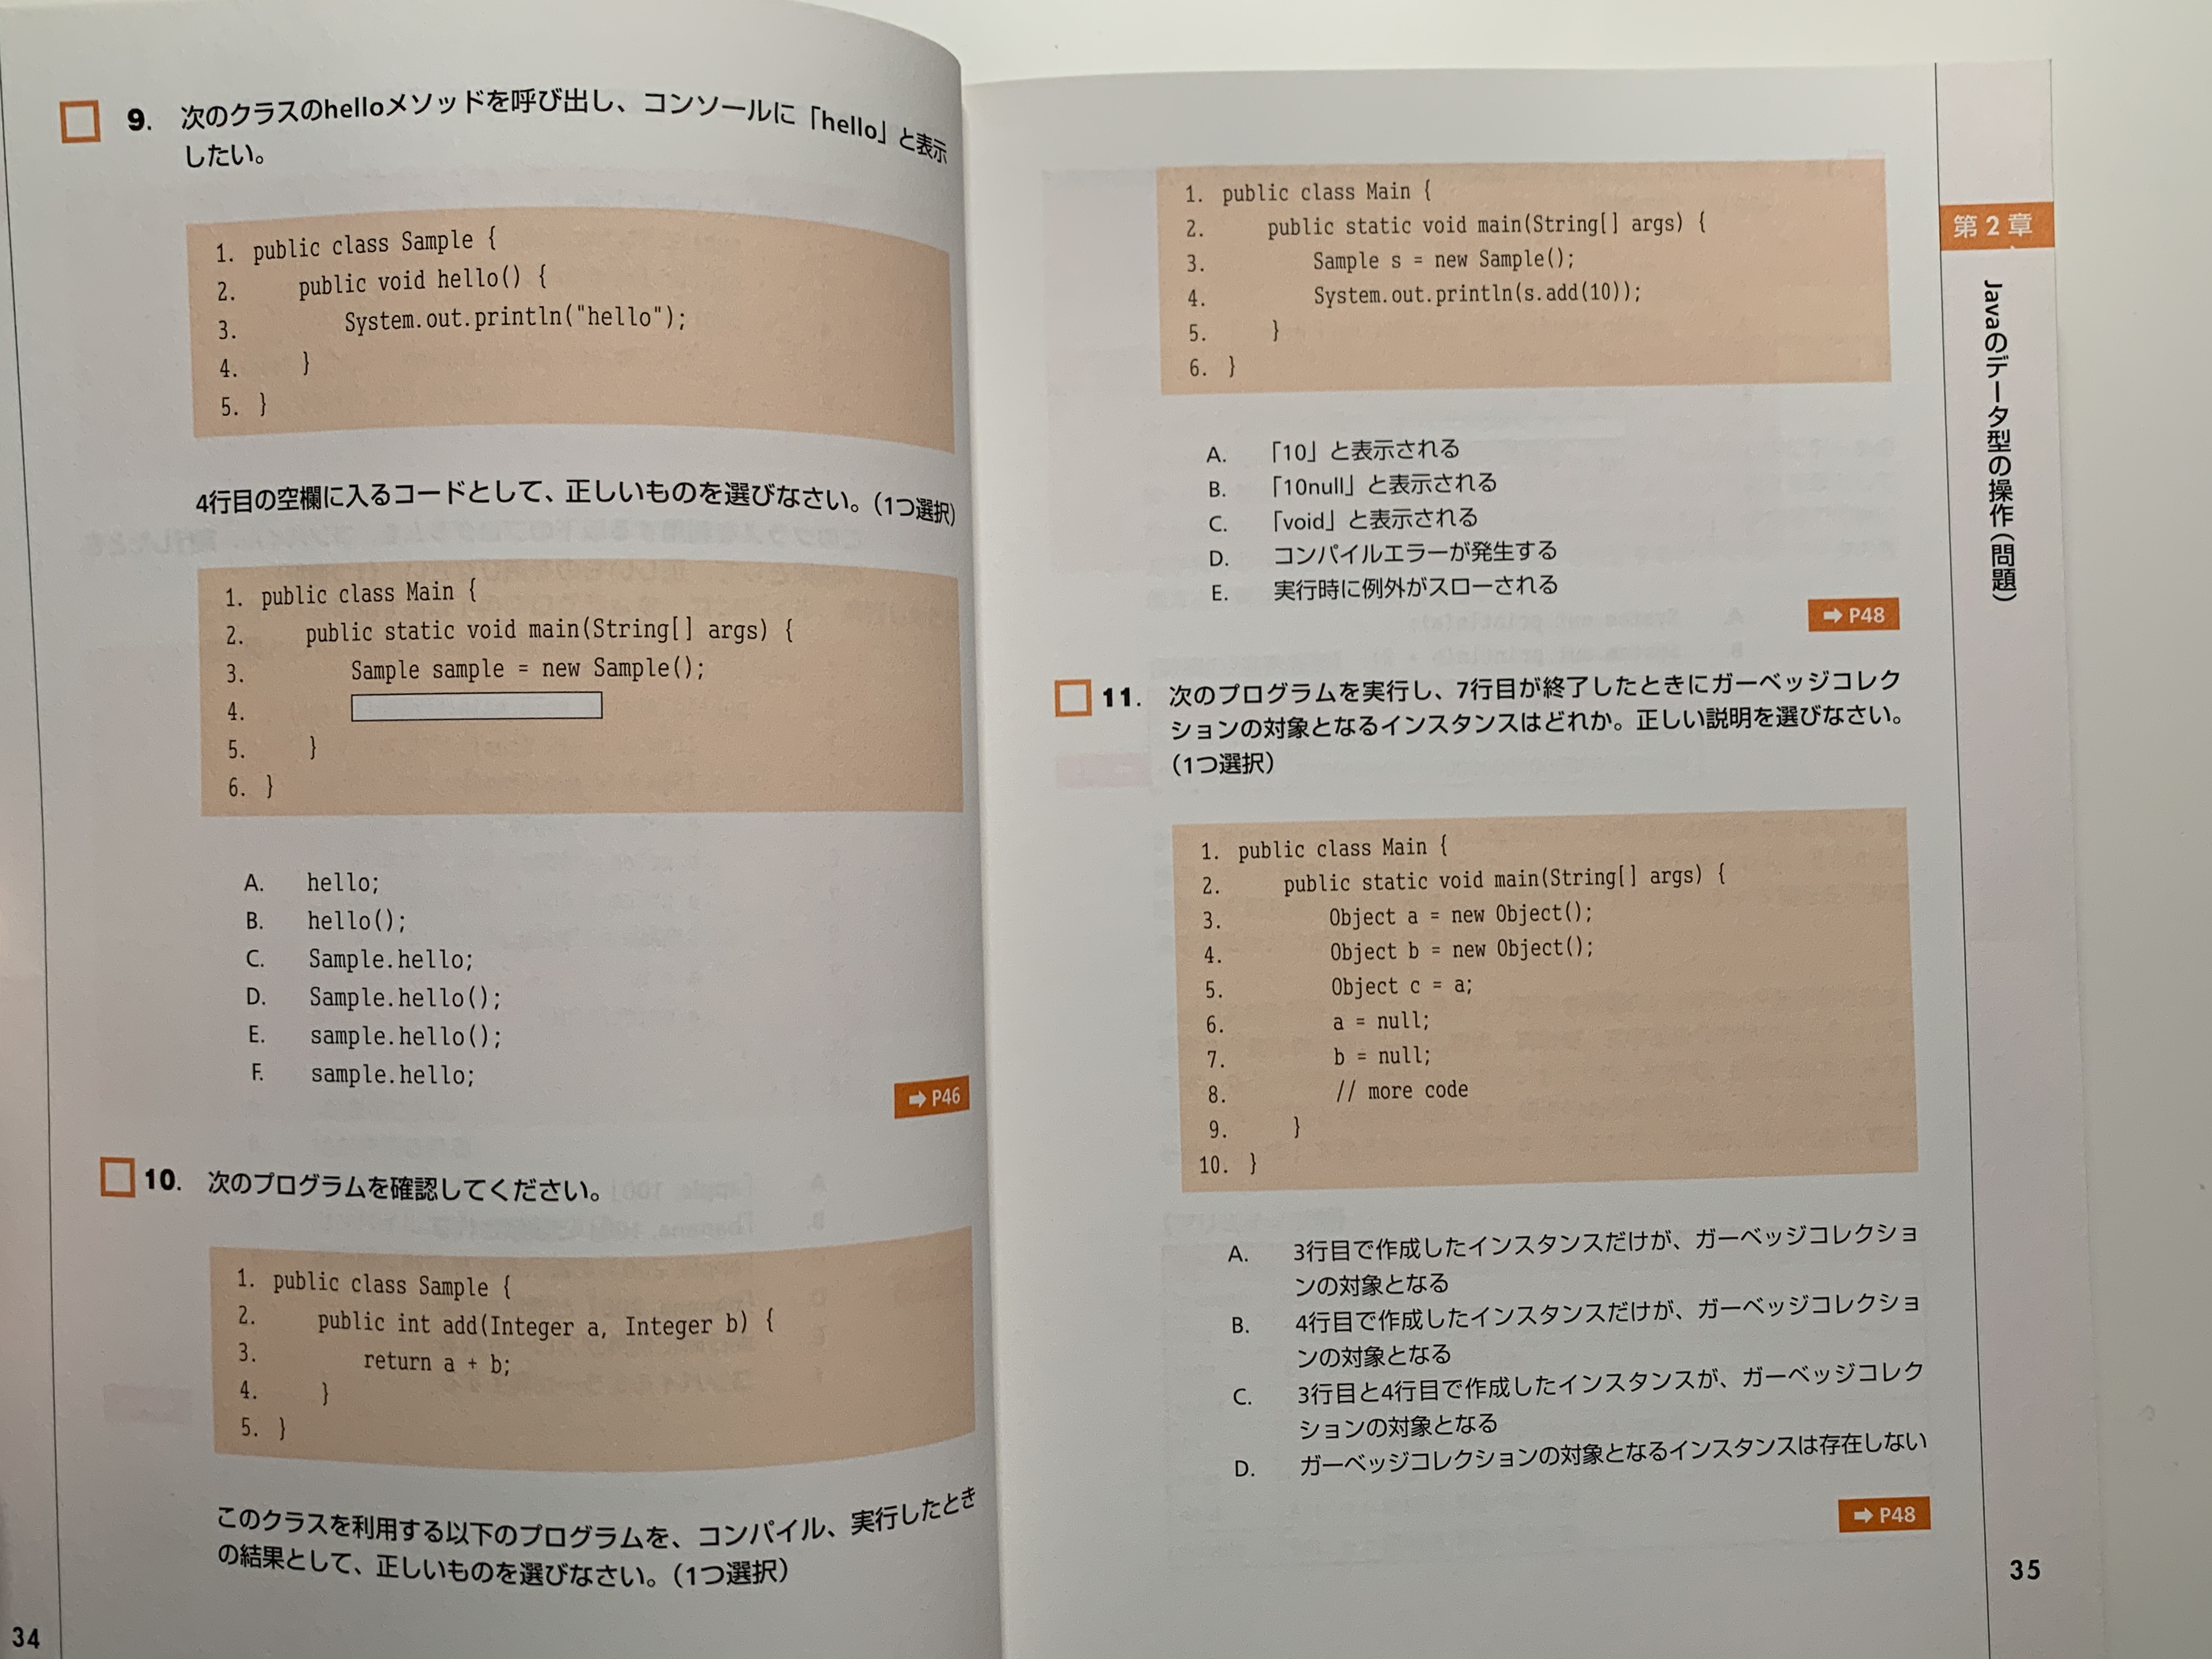 9. 次のクラスのhelloメソッドを呼び出し、コンソールに「hello」と表示
したい。
1. public class Sample {
2. public void hello() {
3. System.out.println("hello");
4. }
5. }
4行目の空欄に入るコードとして、正しいものを選びなさい。(1つ選択)
1. public class Main {
2. public static void main(String[] args) {
3. Sample sample = new Sample();
4.
5. }
6. }
A. hello;
B. hello();
C. Sample.hello;
D. Sample.hello();
E. sample.hello();
F. sample.hello;
➡ P46
10. 次のプログラムを確認してください。
1. public class Sample {
2. public int add(Integer a, Integer b) {
3. return a + b;
4. }
5. }
このクラスを利用する以下のプログラムを、コンパイル、実行したとき
の結果として、正しいものを選びなさい。(1つ選択)
34
1. public class Main {
2. public static void main(String[] args) {
3. Sample s = new Sample();
4. System.out.println(s.add(10));
5. }
6. }
A. 「10」と表示される
B. 「10null」と表示される
C. 「void」と表示される
D. コンパイルエラーが発生する
E. 実行時に例外がスローされる
➡ P48
11. 次のプログラムを実行し、7行目が終了したときにガーベッジコレク
ションの対象となるインスタンスはどれか。正しい説明を選びなさい。
(1つ選択)
1. public class Main {
2. public static void main(String[] args) {
3. Object a = new Object();
4. Object b = new Object();
5. Object c = a;
6. a = null;
7. b = null;
8. // more code
9. }
10. }
A. 3行目で作成したインスタンスだけが、ガーベッジコレクショ
ンの対象となる
B. 4行目で作成したインスタンスだけが、ガーベッジコレクショ
ンの対象となる
C. 3行目と4行目で作成したインスタンスが、ガーベッジコレク
ションの対象となる
D. ガーベッジコレクションの対象となるインスタンスは存在しない
➡ P48
第2章
Javaのデータ型の操作(問題)
35